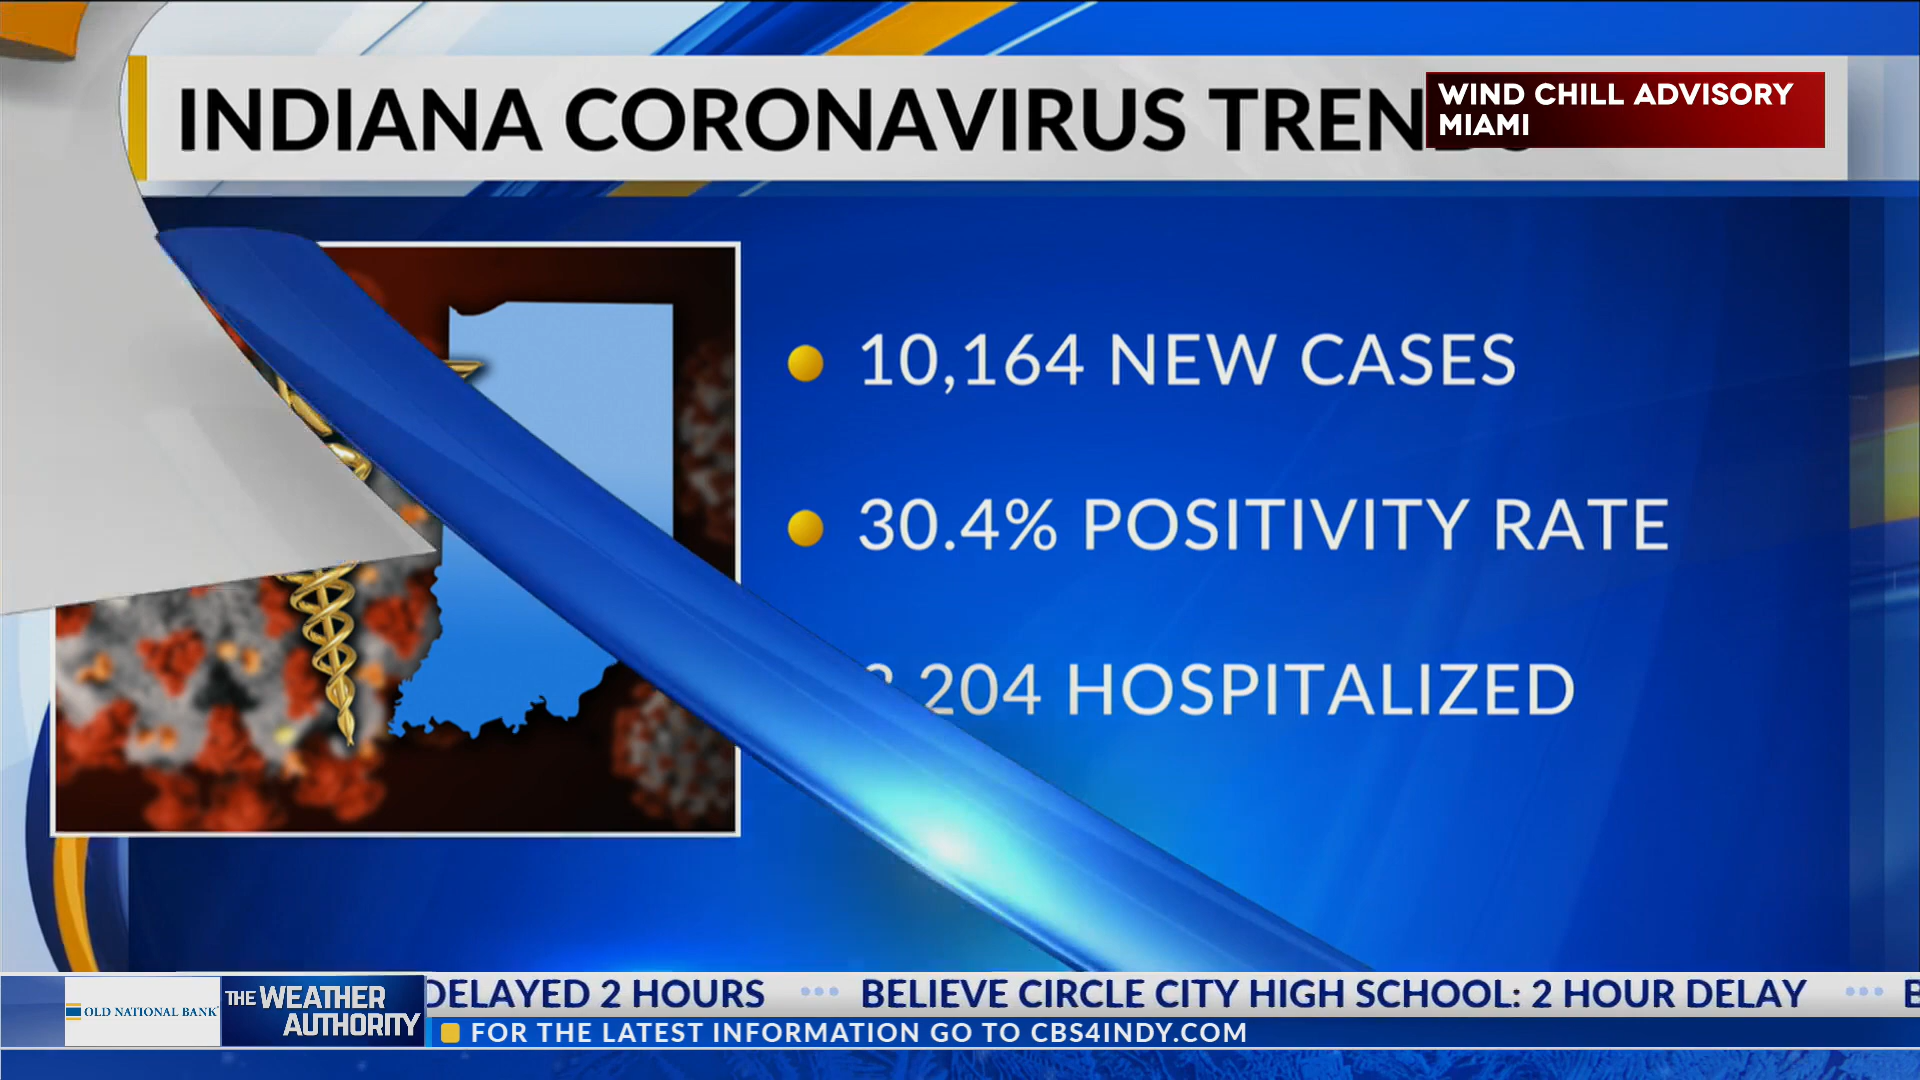 INDIANA CORONAVIRUS
WIND CHILL ADVISORY
MIAMI
10,164 NEW CASES
30.4% POSITIVITY RATE
HOSPITALIZED
OLD NATIONAL BANK
THE WEATHER
AUTHORITY
DELAYED 2 HOURS ••• BELIEVE CIRCLE CITY HIGH SCHOOL: 2 HOUR DELAY •••
FOR THE LATEST INFORMATION GO TO CBS4INDY.COM